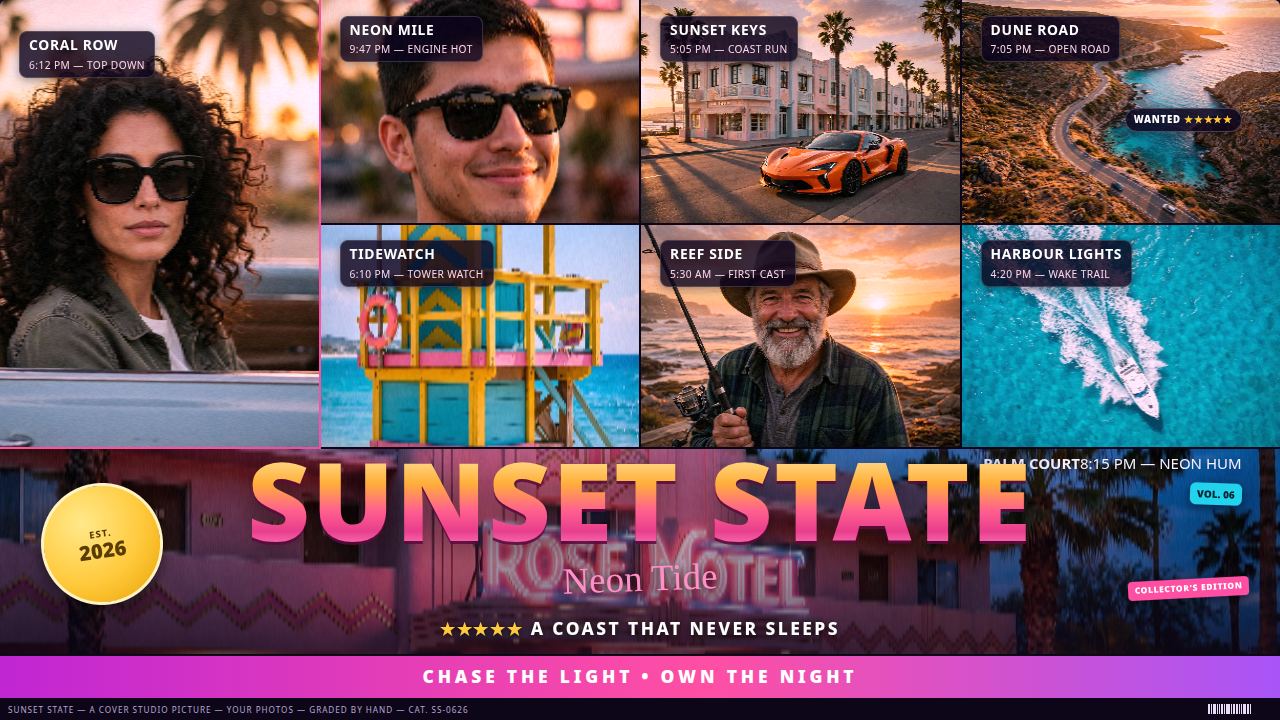 CORAL ROW
6:12 PM — TOP DOWN
NEON MILE
9:47 PM — ENGINE HOT
SUNSET KEYS
5:05 PM — COAST RUN
DUNE ROAD
7:05 PM — OPEN ROAD
WANTED ★★★★★
TIDEWATCH
6:10 PM — TOWER WATCH
REEF SIDE
5:30 AM — FIRST CAST
HARBOUR LIGHTS
4:20 PM — WAKE TRAIL
PALM COURT8:15 PM — NEON HUM
SUNSET STATE
VOL. 06
EST.
2026
ROSE MOTEL
Neon Tide
COLLECTOR'S EDITION
★★★★★ A COAST THAT NEVER SLEEPS
CHASE THE LIGHT • OWN THE NIGHT
SUNSET STATE — A COVER STUDIO PICTURE — YOUR PHOTOS — GRADED BY HAND — CAT. SS-0626